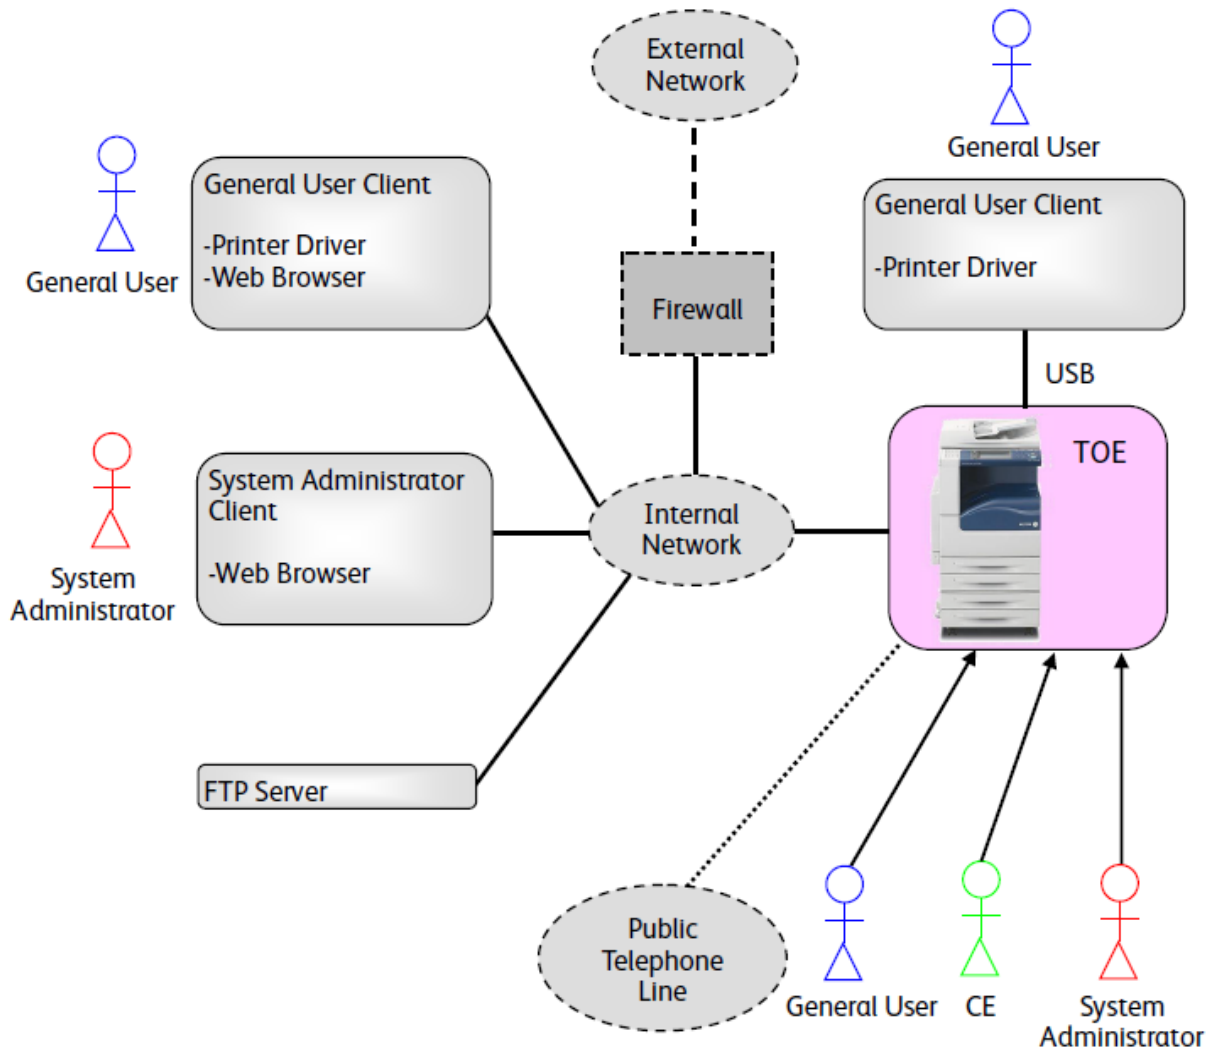 External
Network
General User
General User Client
-Printer Driver
-Web Browser
General User
General User Client
-Printer Driver
Firewall
USB
TOE
System Administrator
Client
-Web Browser
System
Administrator
Internal
Network
FTP Server
Public
Telephone
Line
General User
CE
System
Administrator